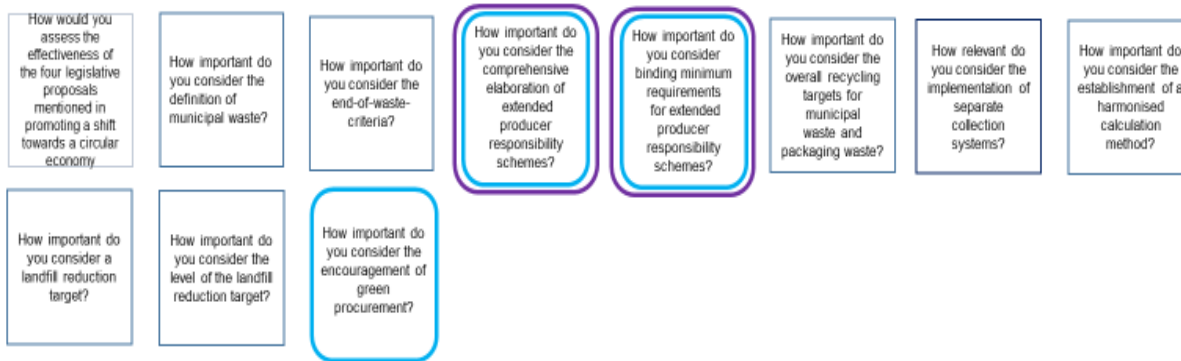 How would you
assess the
effectiveness of
the four legislative
proposals
mentioned in
promoting a shift
towards a circular
economy
How important do
you consider the
definition of
municipal waste?
How important do
you consider the
end-of-waste-
criteria?
How important do
you consider the
comprehensive
elaboration of
extended
producer
responsibility
schemes?
How important do
you consider
binding minimum
requirements
for extended
producer
responsibility
schemes?
How important do
you consider the
overall recycling
targets for
municipal
waste and
packaging waste?
How relevant do
you consider the
implementation of
separate
collection
systems?
How important do
you consider the
establishment of a
harmonised
calculation
method?
How important do
you consider a
landfill reduction
target?
How important do
you consider the
level of the landfill
reduction target?
How important do
you consider the
encouragement of
green
procurement?